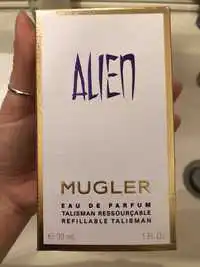 ALIEN
MUGLER
EAU DE PARFUM
TALISMAN RESSOURÇABLE
REFILLABLE TALISMAN